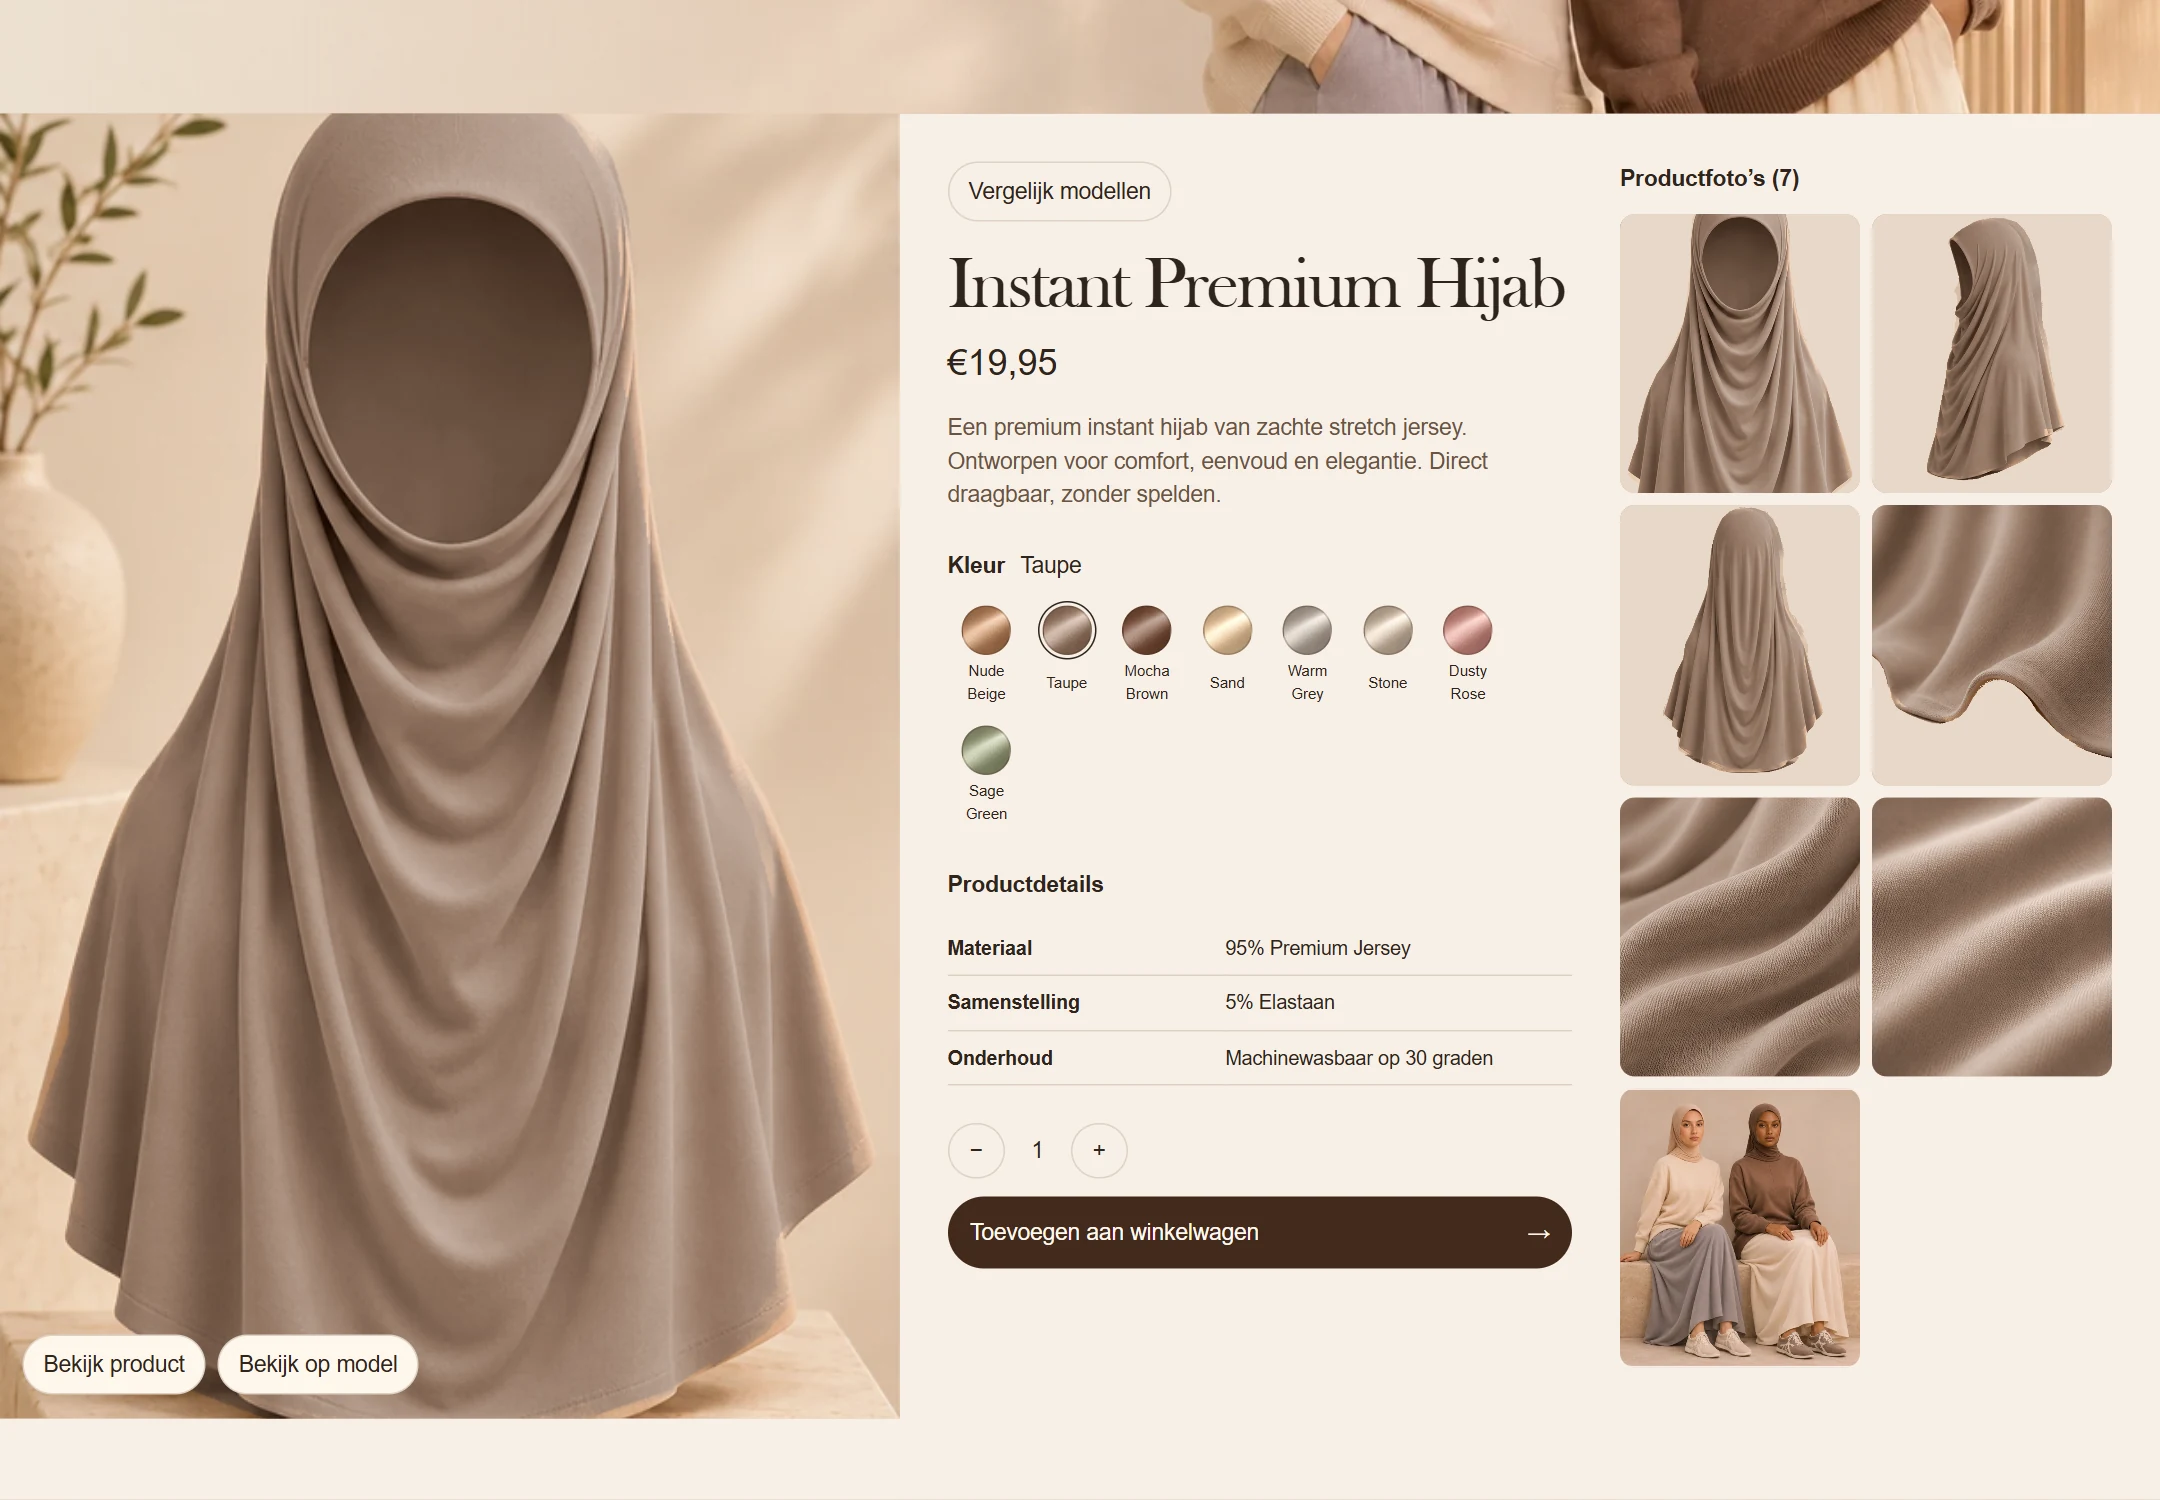 Vergelijk modellen
Instant Premium Hijab
€19,95
Een premium instant hijab van zachte stretch jersey.
Ontworpen voor comfort, eenvoud en elegantie. Direct
draagbaar, zonder spelden.
Kleur Taupe
Nude Beige
Taupe
Mocha Brown
Sand
Warm Grey
Stone
Dusty Rose
Sage Green
Productdetails
Materiaal 95% Premium Jersey
Samenstelling 5% Elastaan
Onderhoud Machinewasbaar op 30 graden
− 1 +
Toevoegen aan winkelwagen →
Productfoto’s (7)
Bekijk product
Bekijk op model